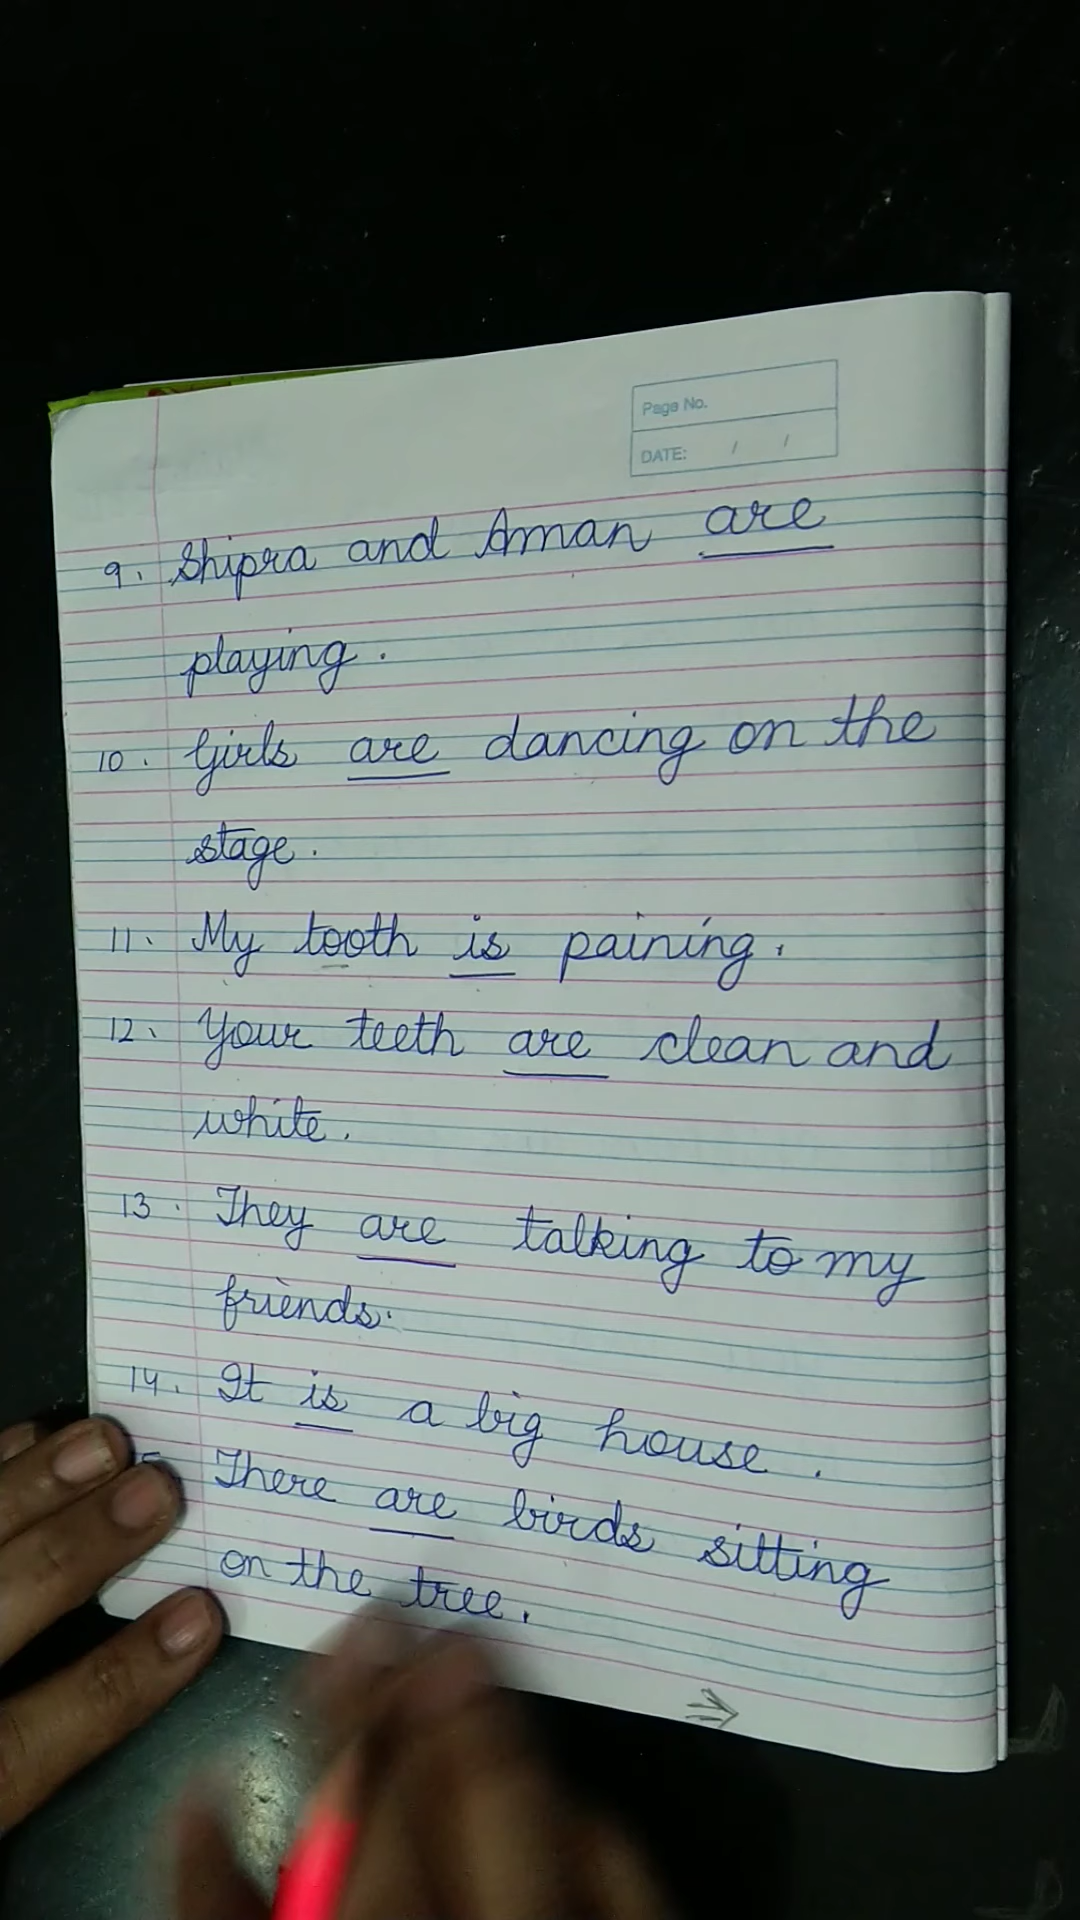 Page No.
DATE: / /
9. Shipra and Aman are
playing.
10. Girls are dancing on the
stage.
11. My tooth is paining.
12. Your teeth are clean and
white.
13. They are talking to my
friends.
14. It is a big house.
There are birds sitting
on the tree.